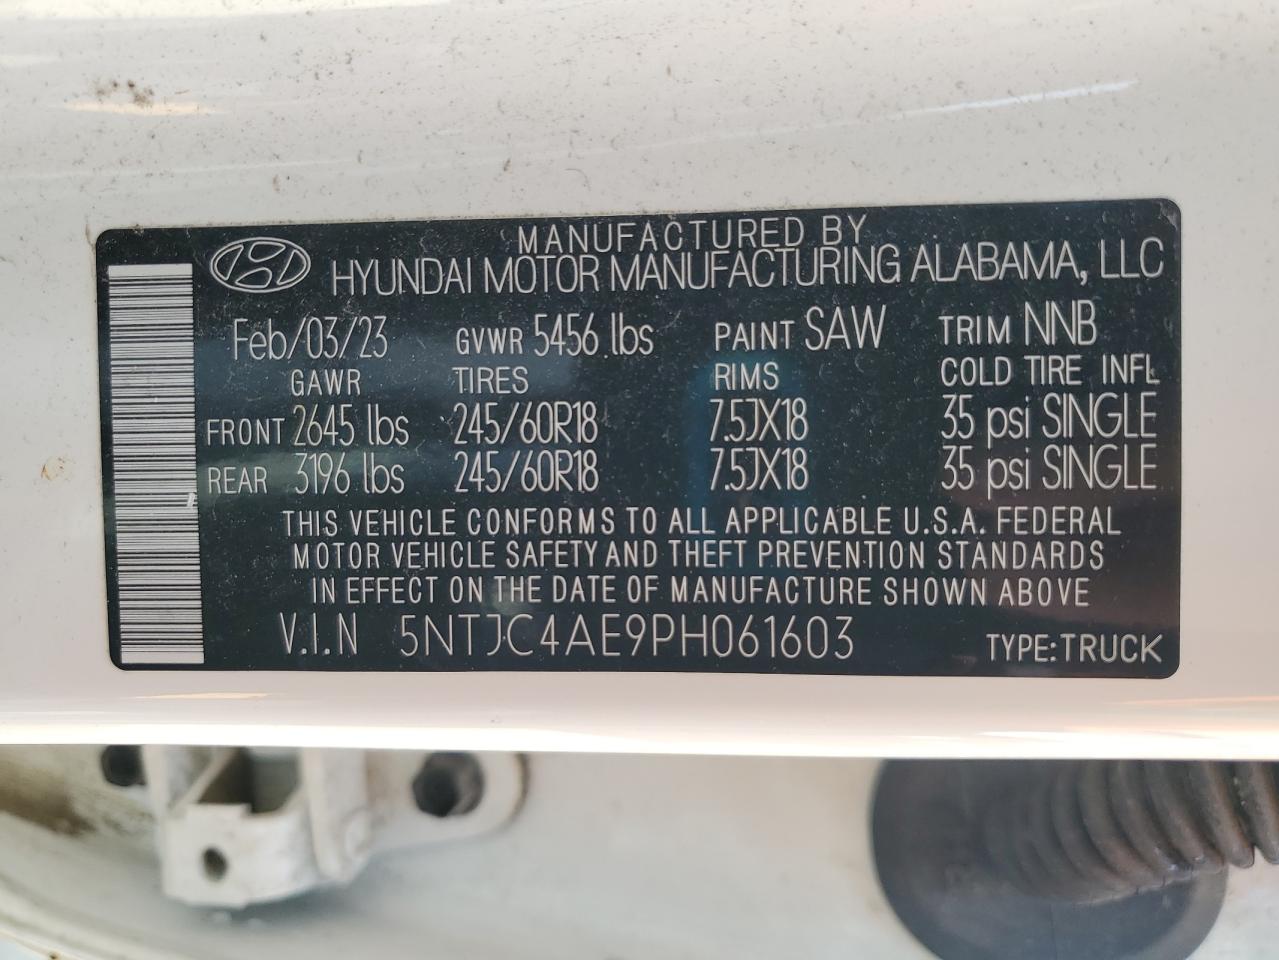 MANUFACTURED BY
HYUNDAI MOTOR MANUFACTURING ALABAMA, LLC
Feb/03/23 GVWR 5456 lbs PAINT SAW TRIM NNB
GAWR TIRES RIMS COLD TIRE INFL
FRONT 2645 lbs 245/60R18 7.5JX18 35 psi SINGLE
REAR 3196 lbs 245/60R18 7.5JX18 35 psi SINGLE
THIS VEHICLE CONFORMS TO ALL APPLICABLE U.S.A. FEDERAL
MOTOR VEHICLE SAFETY AND THEFT PREVENTION STANDARDS
IN EFFECT ON THE DATE OF MANUFACTURE SHOWN ABOVE
V.I.N 5NTJC4AE9PH061603 TYPE:TRUCK